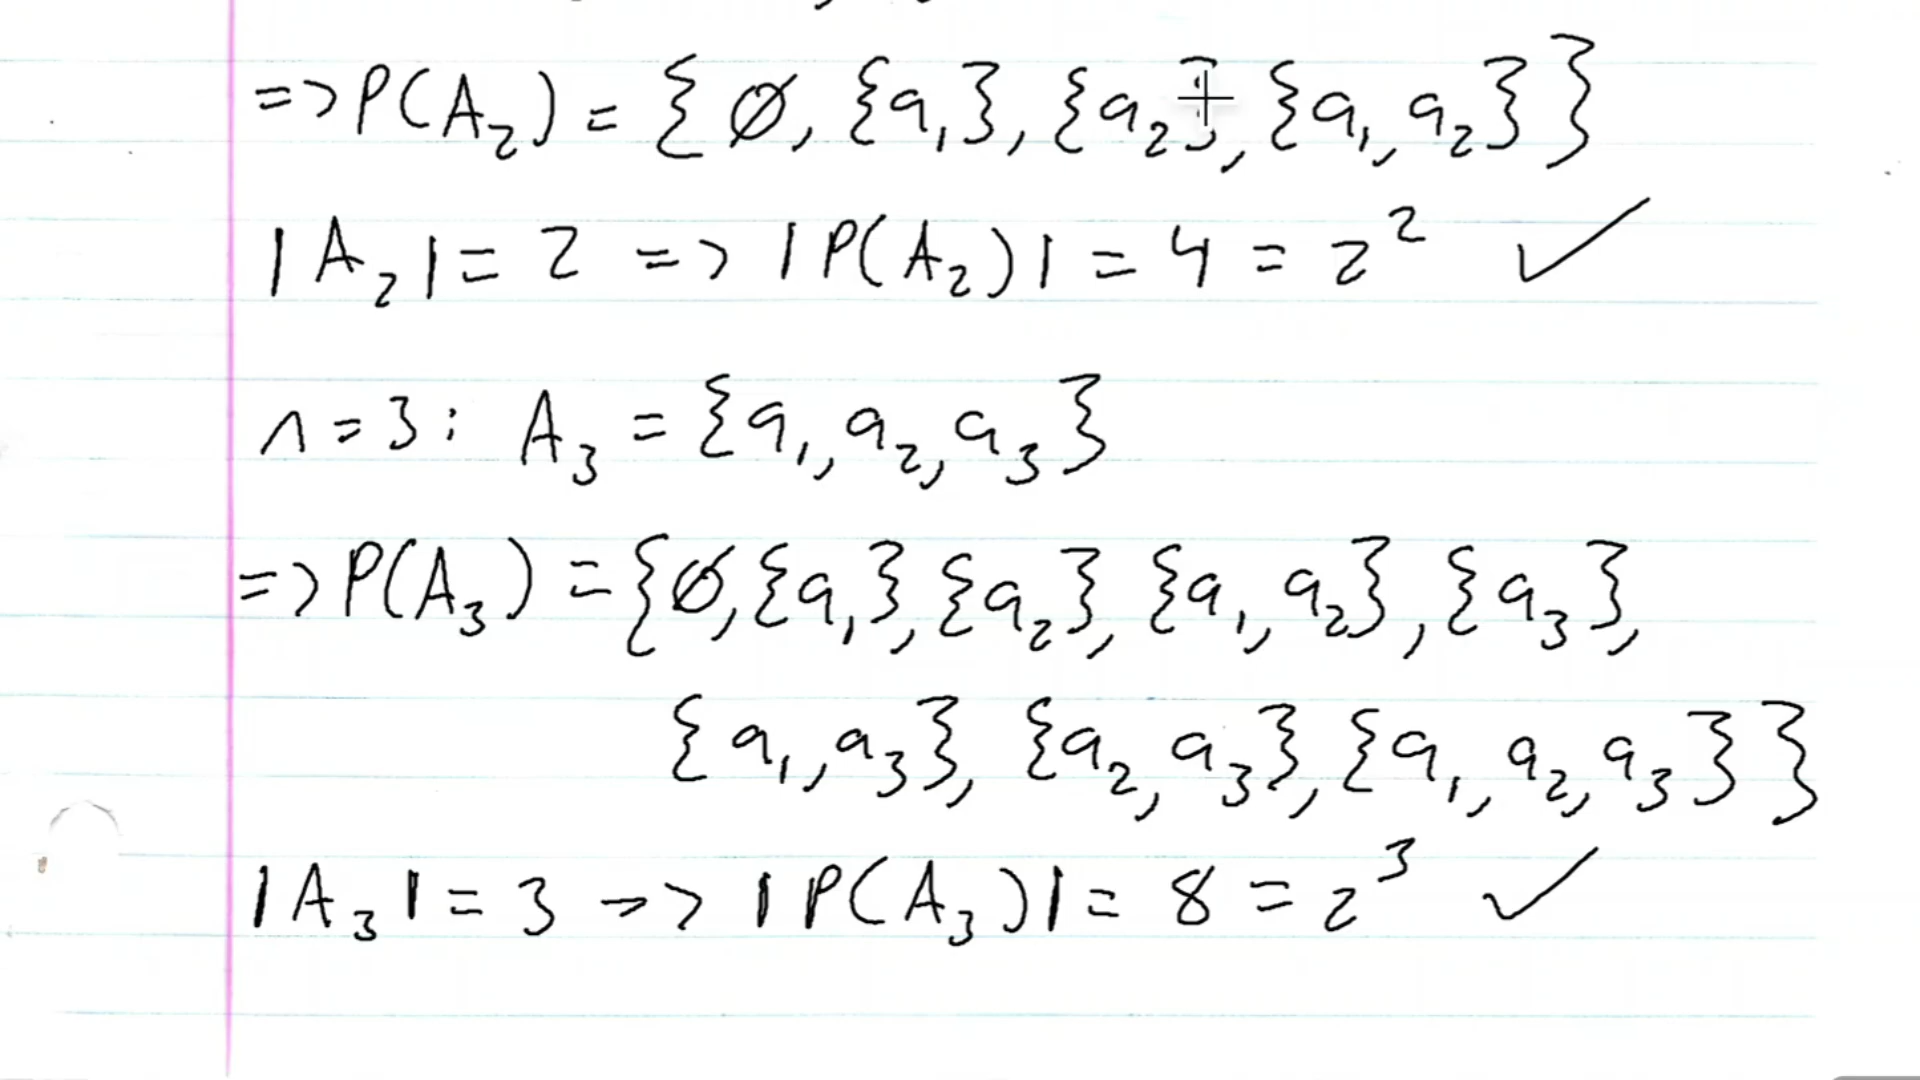 => P(A₂) = {∅, {a₁}, {a₂}, {a₁, a₂}}
|A₂| = 2 => |P(A₂)| = 4 = 2² ✓
n = 3: A₃ = {a₁, a₂, a₃}
=> P(A₃) = {∅, {a₁}, {a₂}, {a₁, a₂}, {a₃},
{a₁, a₃}, {a₂, a₃}, {a₁, a₂, a₃}}
|A₃| = 3 => |P(A₃)| = 8 = 2³ ✓